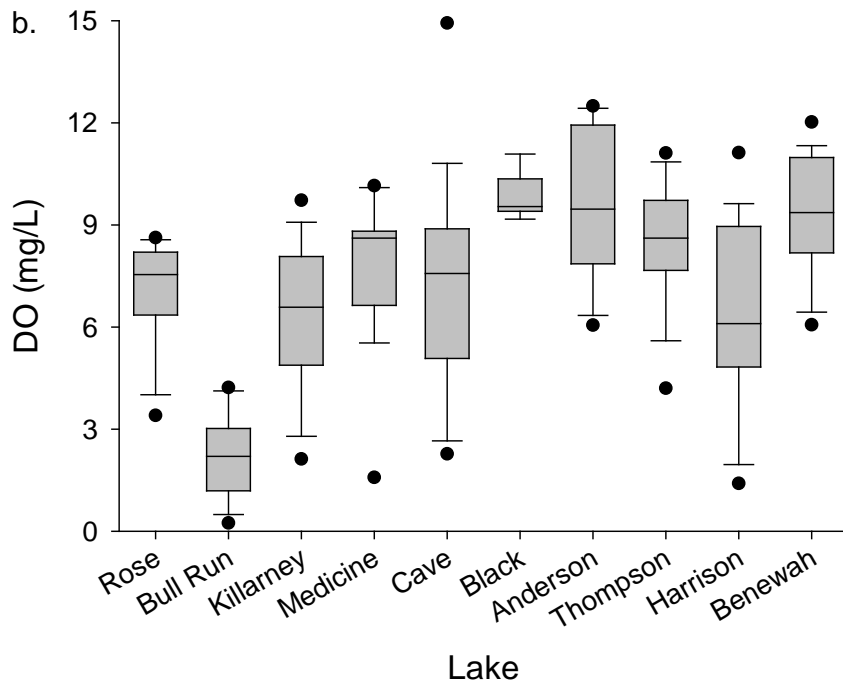 b.
15
12
9
6
3
0
DO (mg/L)
Rose
Bull Run
Killarney
Medicine
Cave
Black
Anderson
Thompson
Harrison
Benewah
Lake